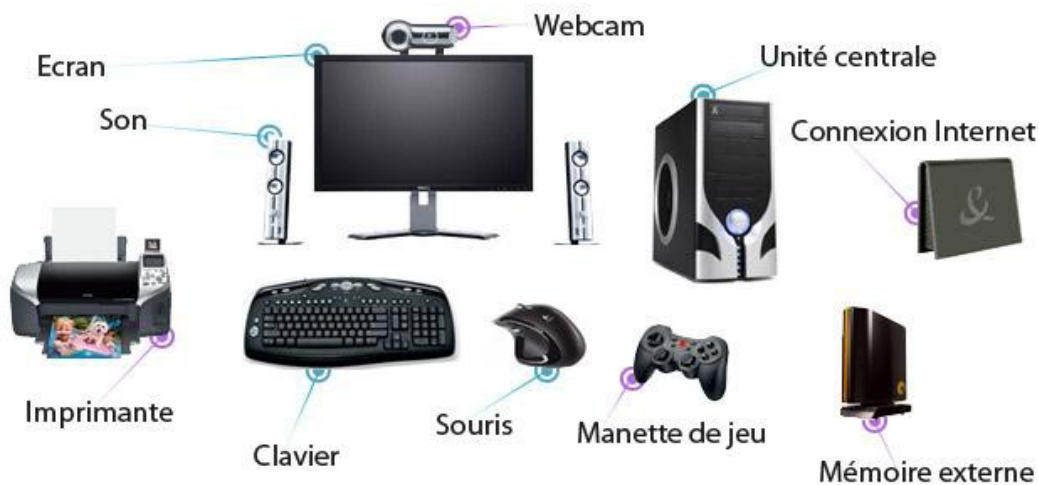 Webcam
Ecran
Unité centrale
Son
Connexion Internet
&
Imprimante
Souris
Manette de jeu
Clavier
Mémoire externe